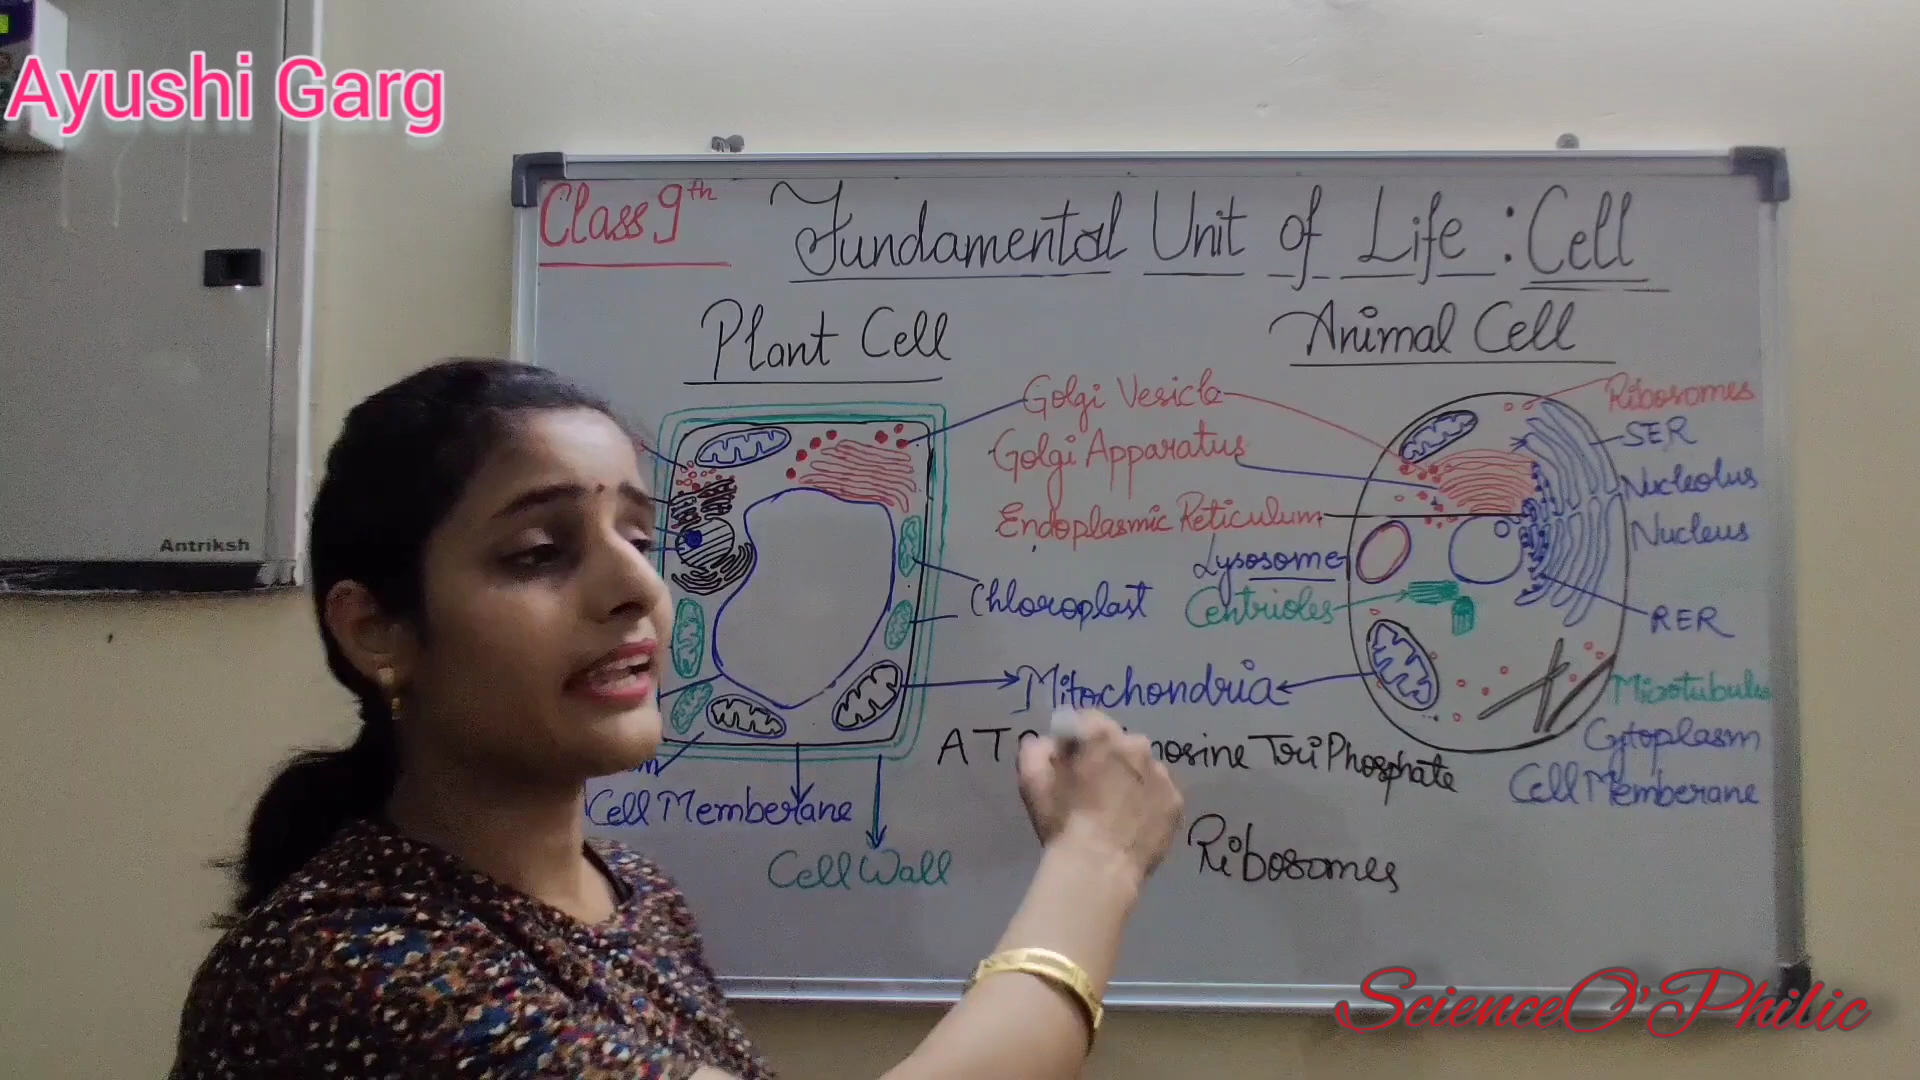 Ayushi Garg
Class 9th
Fundamental Unit of Life : Cell
Plant Cell
Animal Cell
Golgi Vesicle
Golgi Apparatus
Endoplasmic Reticulum
Lysosome
Centrioles
Chloroplast
Mitochondria
Tri Phosphate
Ribosomes
Cell Memberane
Cell Wall
Ribosomes
SER
Nucleolus
Nucleus
RER
Cytoplasm
Cell Memberane
Antriksh
ScienceO'Philic